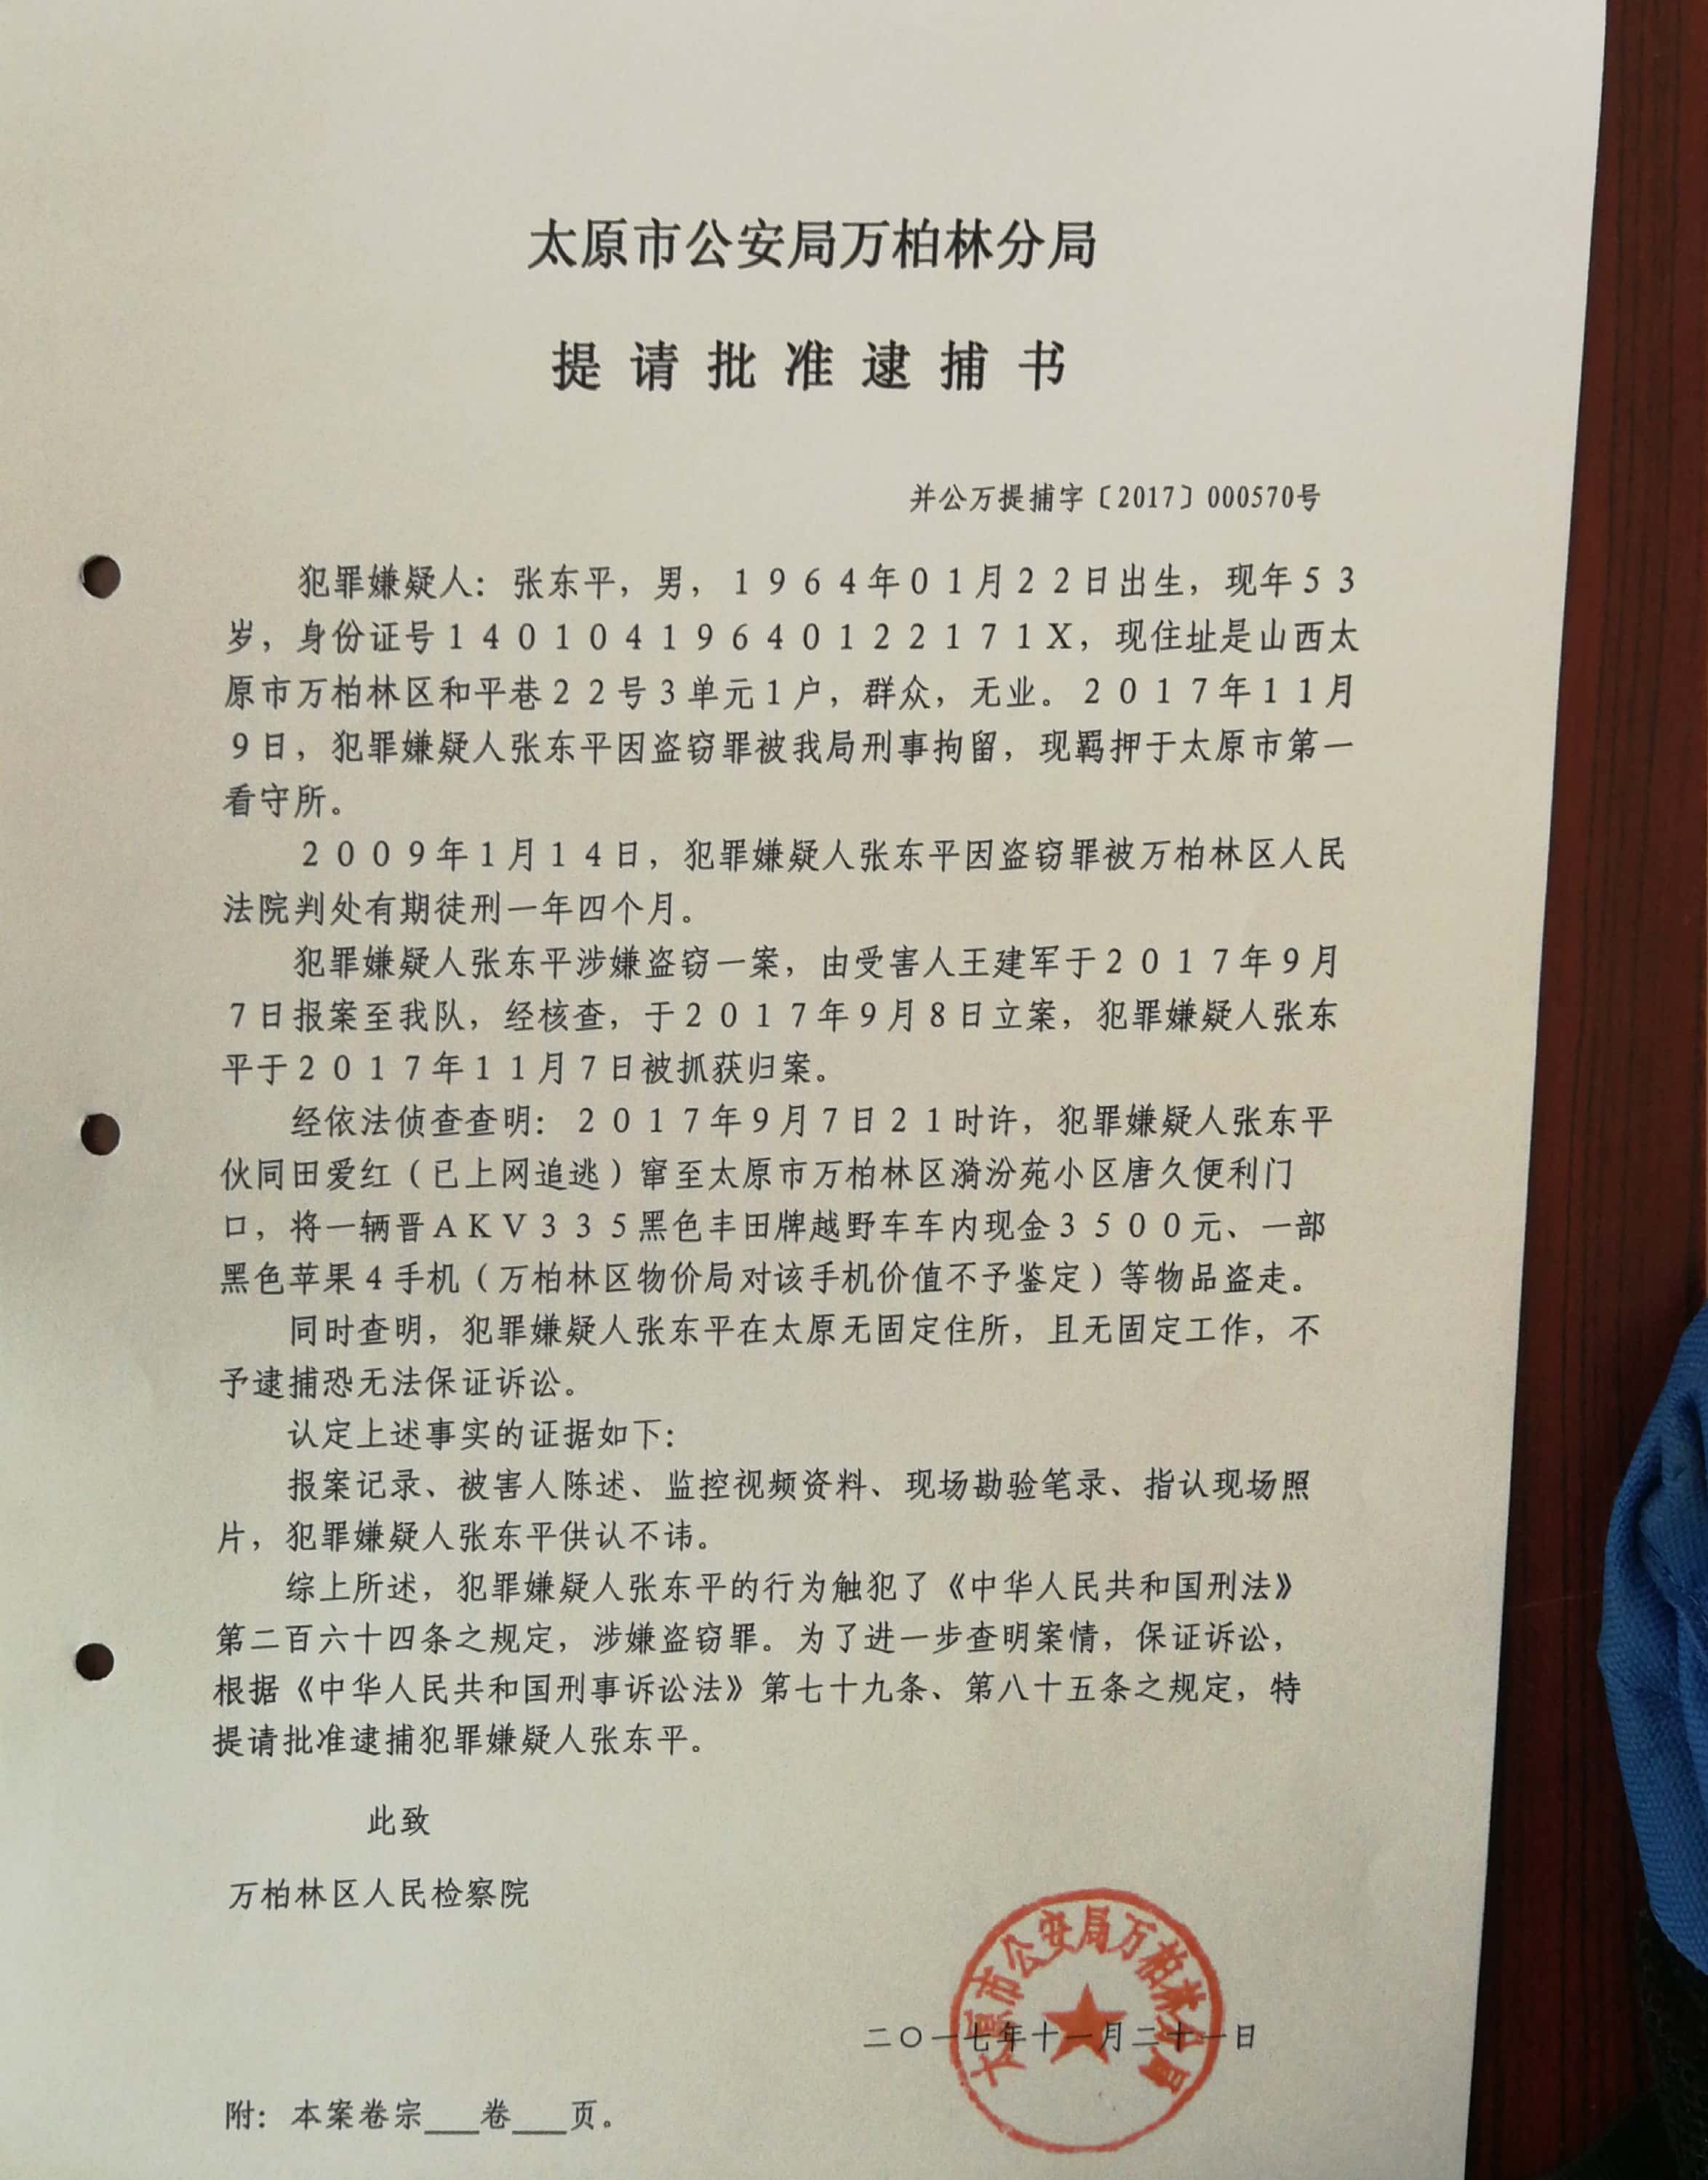 太原市公安局万柏林分局
提请批准逮捕书
并公万提捕字〔2017〕000570号
犯罪嫌疑人：张东平，男，1964年01月22日出生，现年53
岁，身份证号14010419640122171X，现住址是山西太
原市万柏林区和平巷22号3单元1户，群众，无业。2017年11月
9日，犯罪嫌疑人张东平因盗窃罪被我局刑事拘留，现羁押于太原市第一
看守所。
2009年1月14日，犯罪嫌疑人张东平因盗窃罪被万柏林区人民
法院判处有期徒刑一年四个月。
犯罪嫌疑人张东平涉嫌盗窃一案，由受害人王建军于2017年9月
7日报案至我队，经核查，于2017年9月8日立案，犯罪嫌疑人张东
平于2017年11月7日被抓获归案。
经依法侦查查明：2017年9月7日21时许，犯罪嫌疑人张东平
伙同田爱红（已上网追逃）窜至太原市万柏林区漪汾苑小区唐久便利门
口，将一辆晋AKV335黑色丰田牌越野车车内现金3500元、一部
黑色苹果4手机（万柏林区物价局对该手机价值不予鉴定）等物品盗走。
同时查明，犯罪嫌疑人张东平在太原无固定住所，且无固定工作，不
予逮捕恐无法保证诉讼。
认定上述事实的证据如下：
报案记录、被害人陈述、监控视频资料、现场勘验笔录、指认现场照
片，犯罪嫌疑人张东平供认不讳。
综上所述，犯罪嫌疑人张东平的行为触犯了《中华人民共和国刑法》
第二百六十四条之规定，涉嫌盗窃罪。为了进一步查明案情，保证诉讼，
根据《中华人民共和国刑事诉讼法》第七十九条、第八十五条之规定，特
提请批准逮捕犯罪嫌疑人张东平。
此致
万柏林区人民检察院
太原市公安局万柏林分局
二〇一七年十一月二十一日
附：本案卷宗___卷___页。